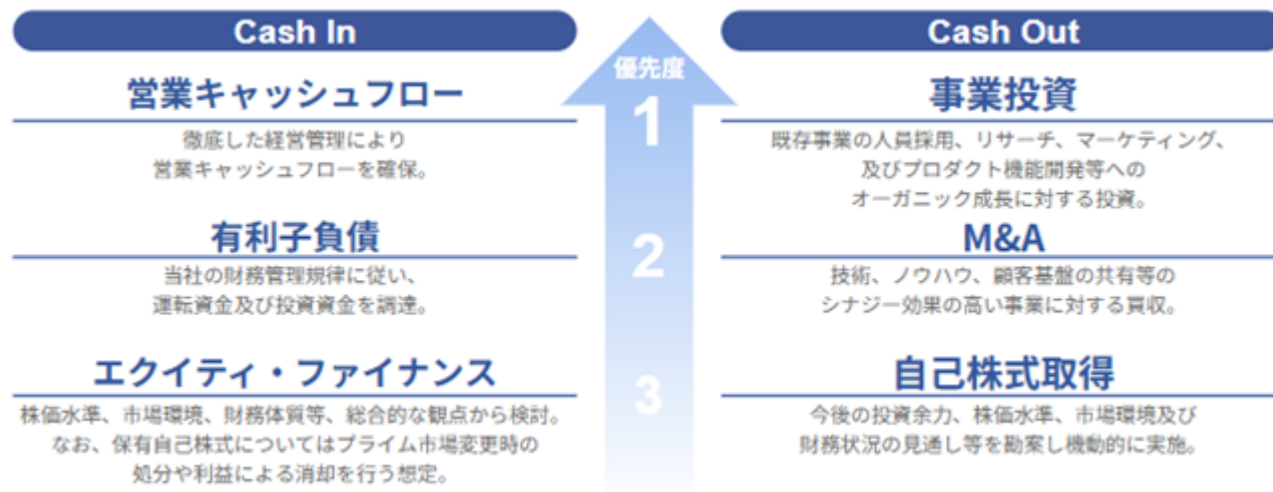 Cash In
営業キャッシュフロー
徹底した経営管理により
営業キャッシュフローを確保。
有利子負債
当社の財務管理規律に従い、
運転資金及び投資資金を調達。
エクイティ・ファイナンス
株価水準、市場環境、財務体質等、総合的な観点から検討。
なお、保有自己株式についてはプライム市場変更時の
処分や利益による消却を行う想定。
優先度
1
2
3
Cash Out
事業投資
既存事業の人員採用、リサーチ、マーケティング、
及びプロダクト機能開発等への
オーガニック成長に対する投資。
M&A
技術、ノウハウ、顧客基盤の共有等の
シナジー効果の高い事業に対する買収。
自己株式取得
今後の投資余力、株価水準、市場環境及び
財務状況の見通し等を勘案し機動的に実施。